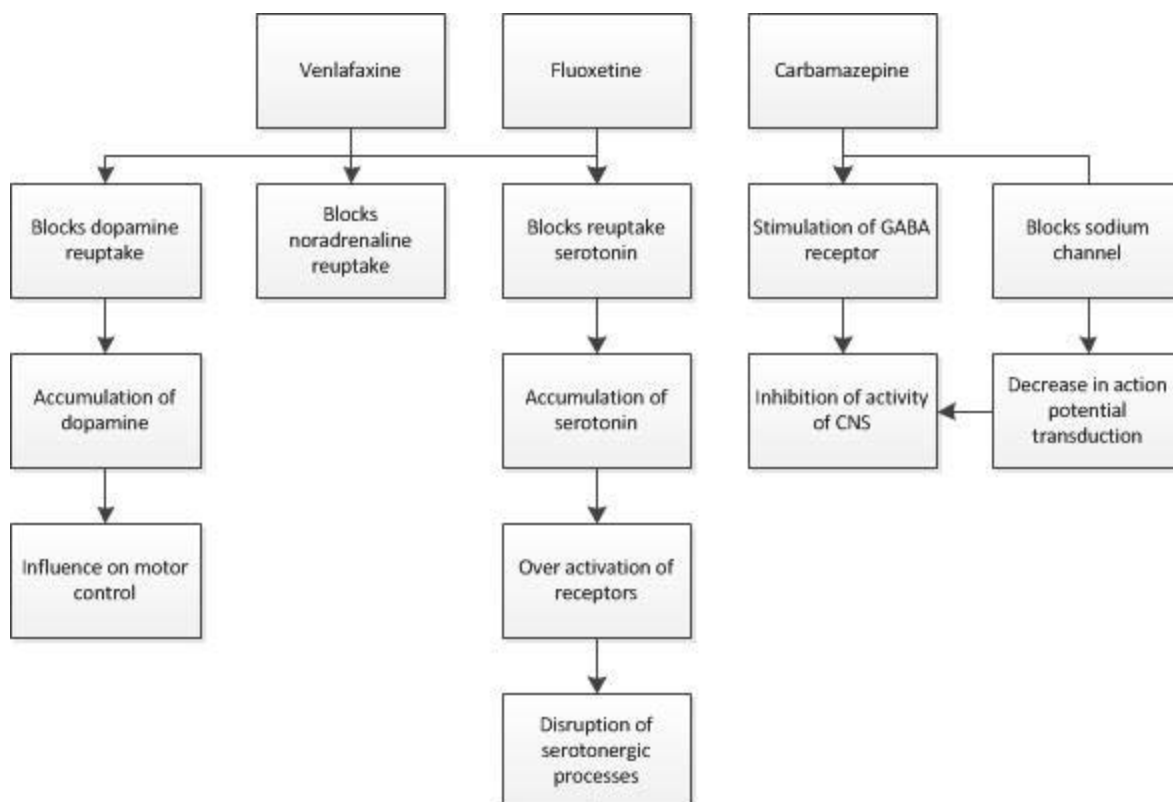 Venlafaxine
Fluoxetine
Carbamazepine
Blocks dopamine
reuptake
Blocks
noradrenaline
reuptake
Blocks reuptake
serotonin
Stimulation of GABA
receptor
Blocks sodium
channel
Accumulation of
dopamine
Accumulation of
serotonin
Inhibition of activity
of CNS
Decrease in action
potential
transduction
Influence on motor
control
Over activation of
receptors
Disruption of
serotonergic
processes